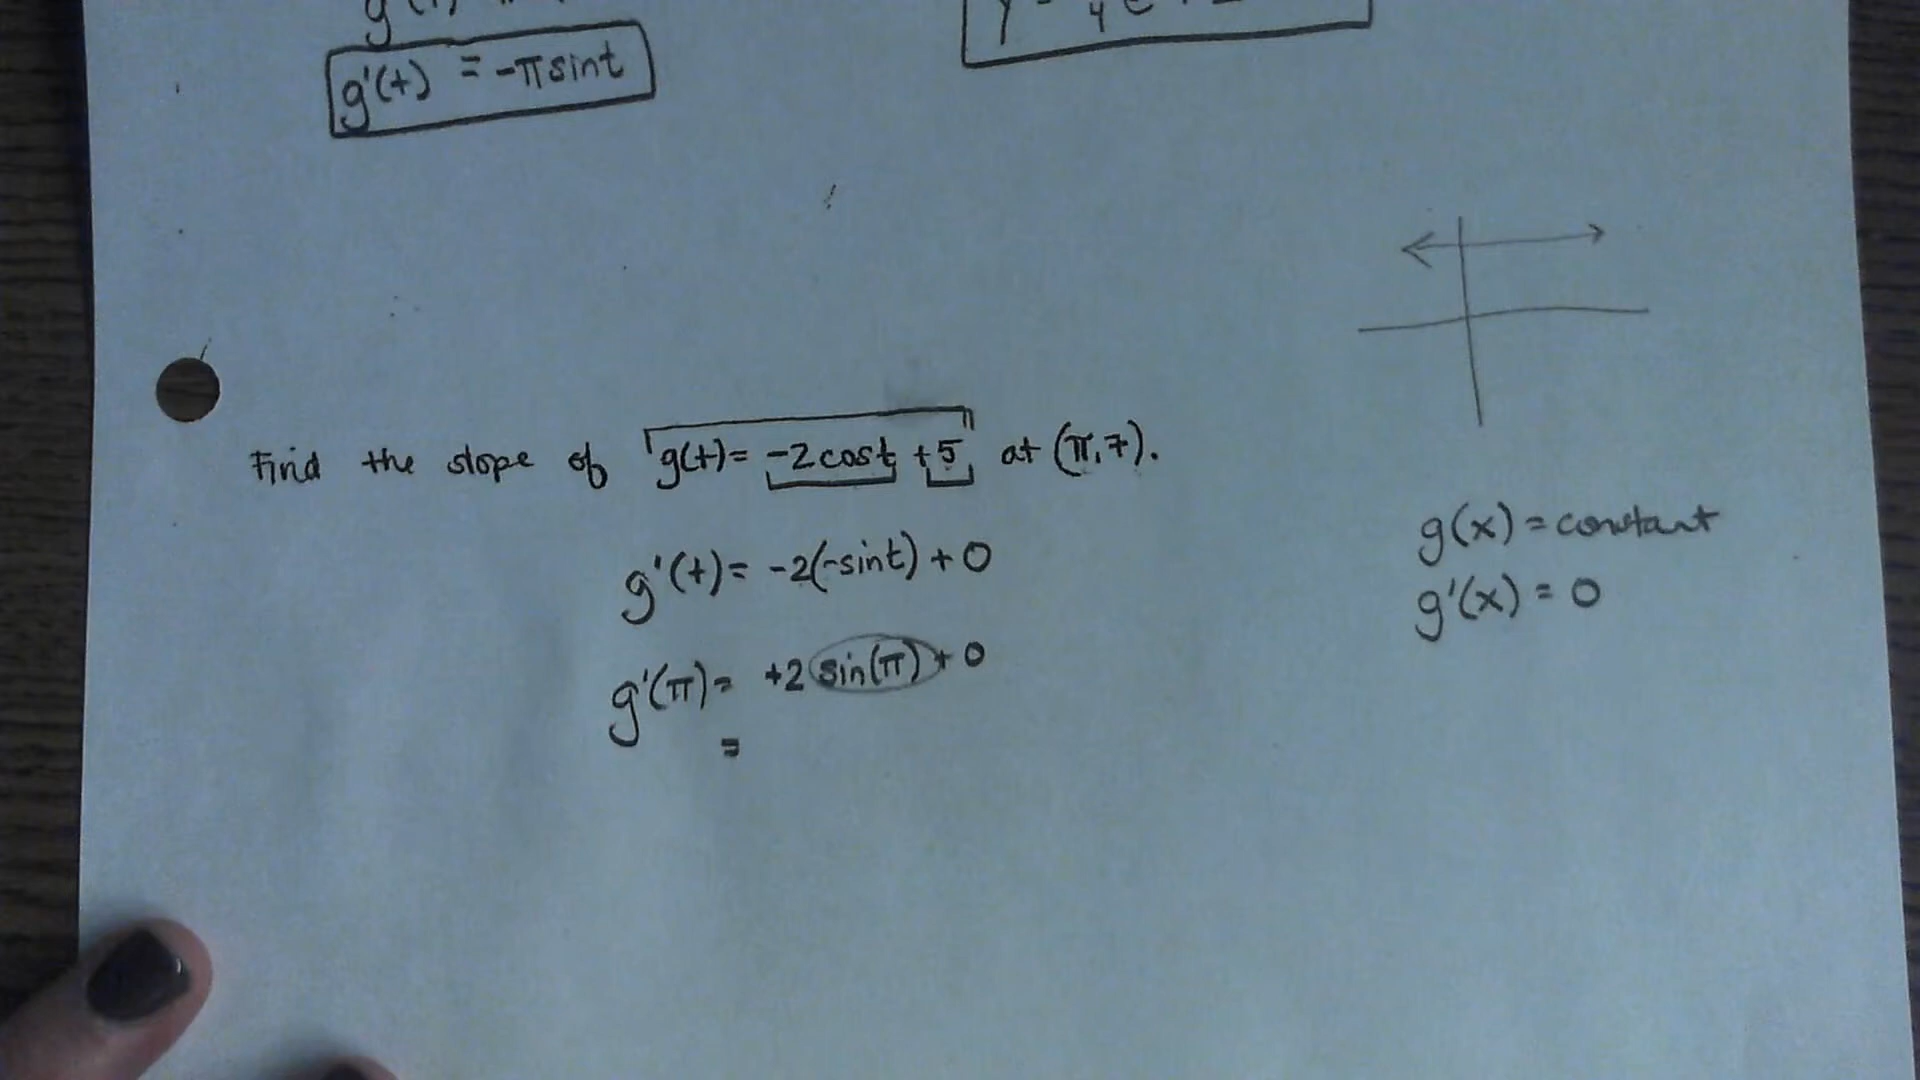 g'(t) = -π sint
Find the slope of g(t)= -2cost +5 at (π,7).
g'(t)= -2(-sint) + 0
g'(π)= +2 sin(π) + 0
=
g(x) = constant
g'(x) = 0